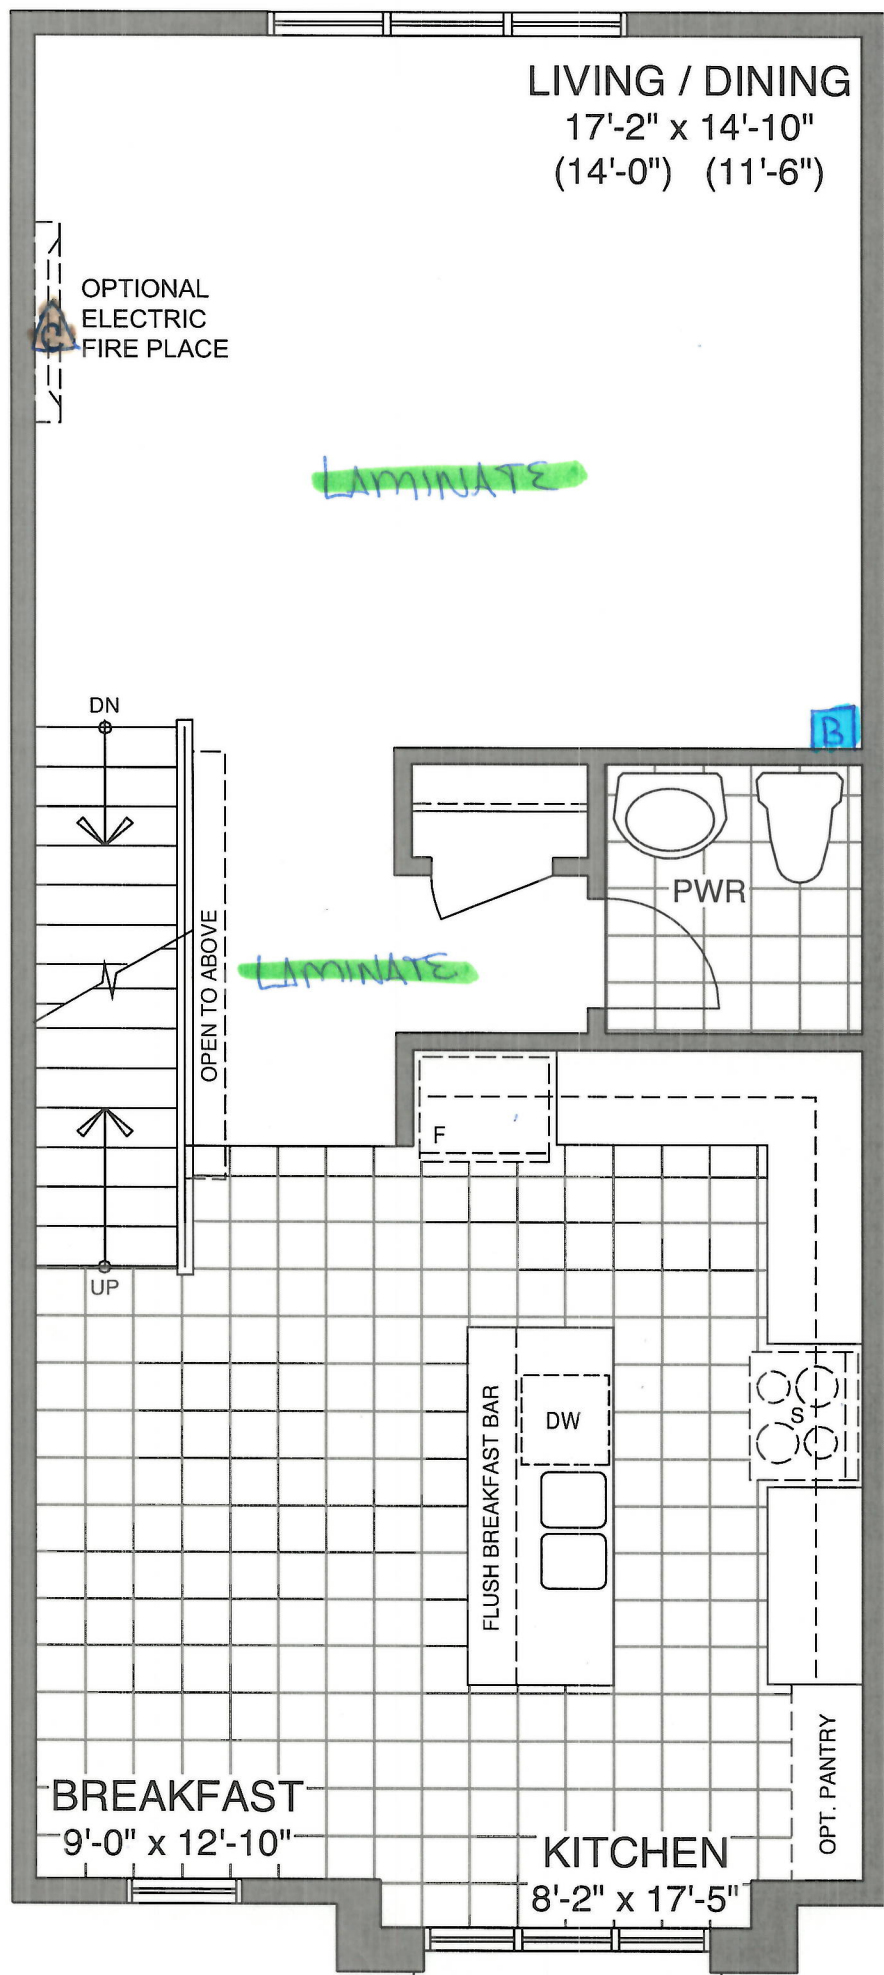 LIVING / DINING
17'-2" x 14'-10"
(14'-0") (11'-6")
OPTIONAL
ELECTRIC
FIRE PLACE
C
LAMINATE
DN
B
PWR
OPEN TO ABOVE
LAMINATE
F
UP
FLUSH BREAKFAST BAR
DW
S
OPT. PANTRY
BREAKFAST
9'-0" x 12'-10"
KITCHEN
8'-2" x 17'-5"